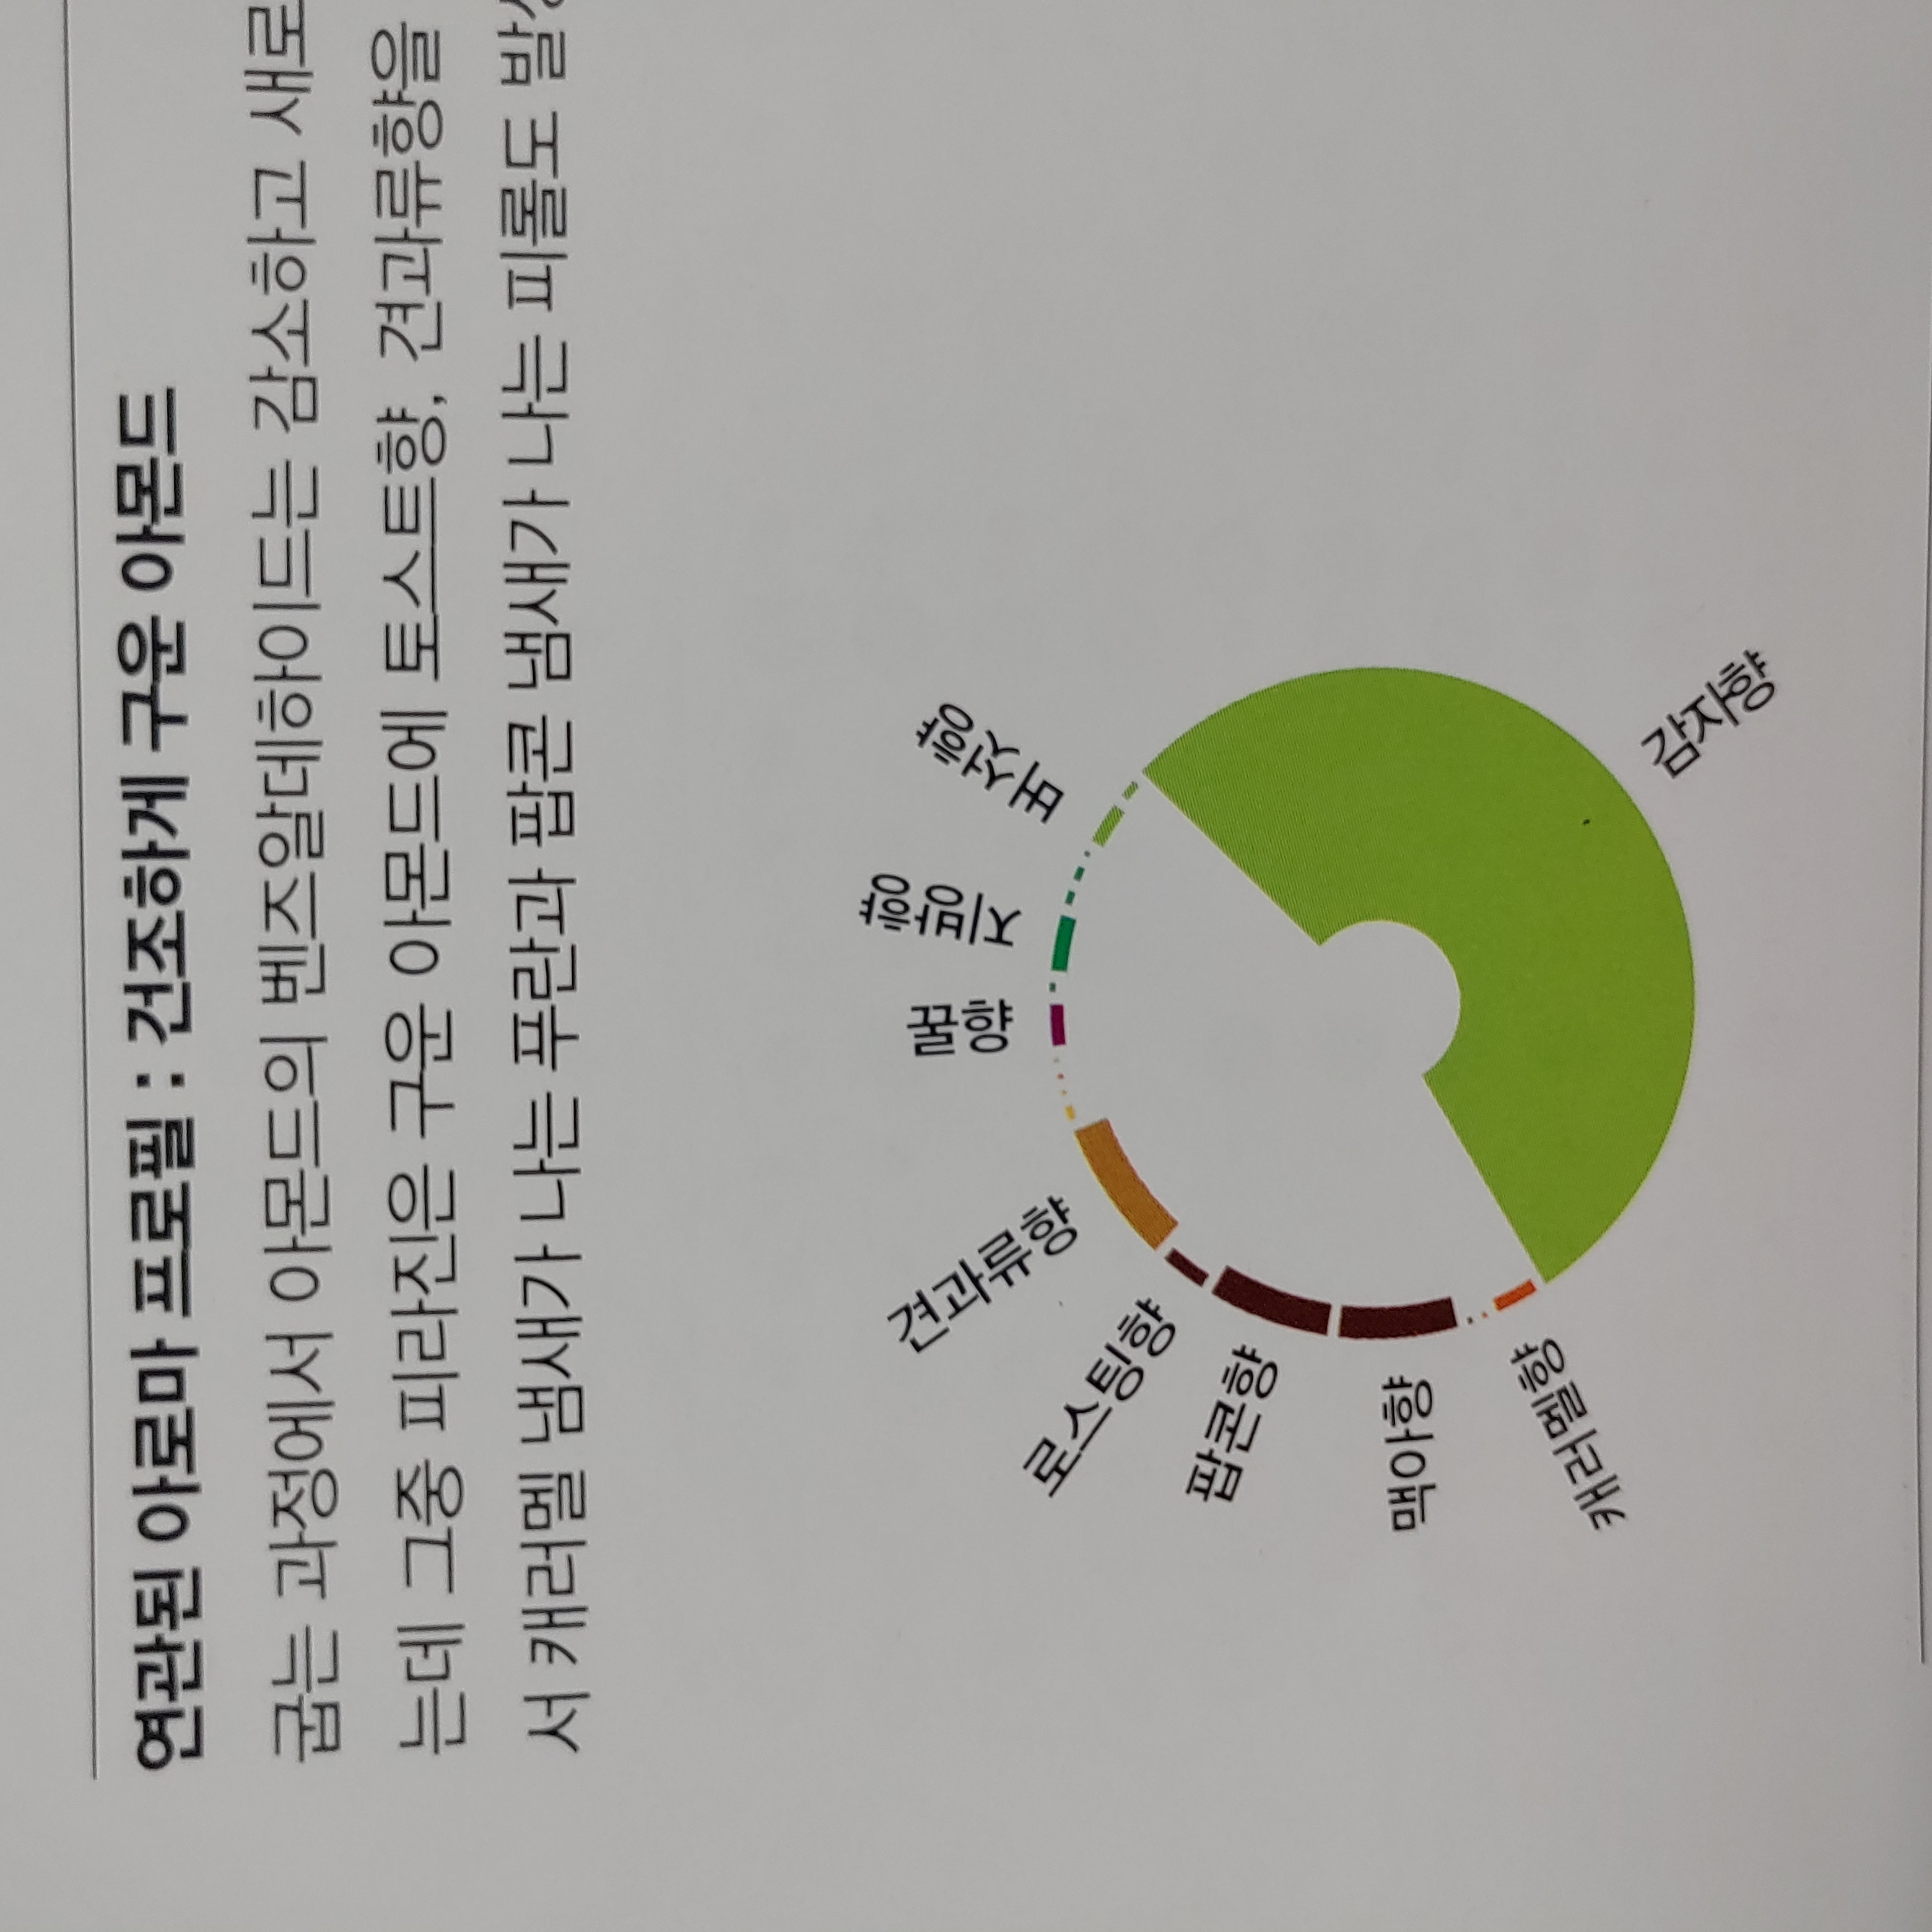 연관된 아로마 프로필 : 건조하게 구운 아몬드
굽는 과정에서 아몬드의 벤즈알데하이드는 감소하고 새로
는데 그중 피라진은 구운 아몬드에 토스트향, 견과류향을
서 캐러멜 냄새가 나는 푸란과 팝콘 냄새가 나는 피롤도
견과류향
꿀향
지방향
버섯향
로스팅향
팝콘향
맥아향
캐러멜향
감자향